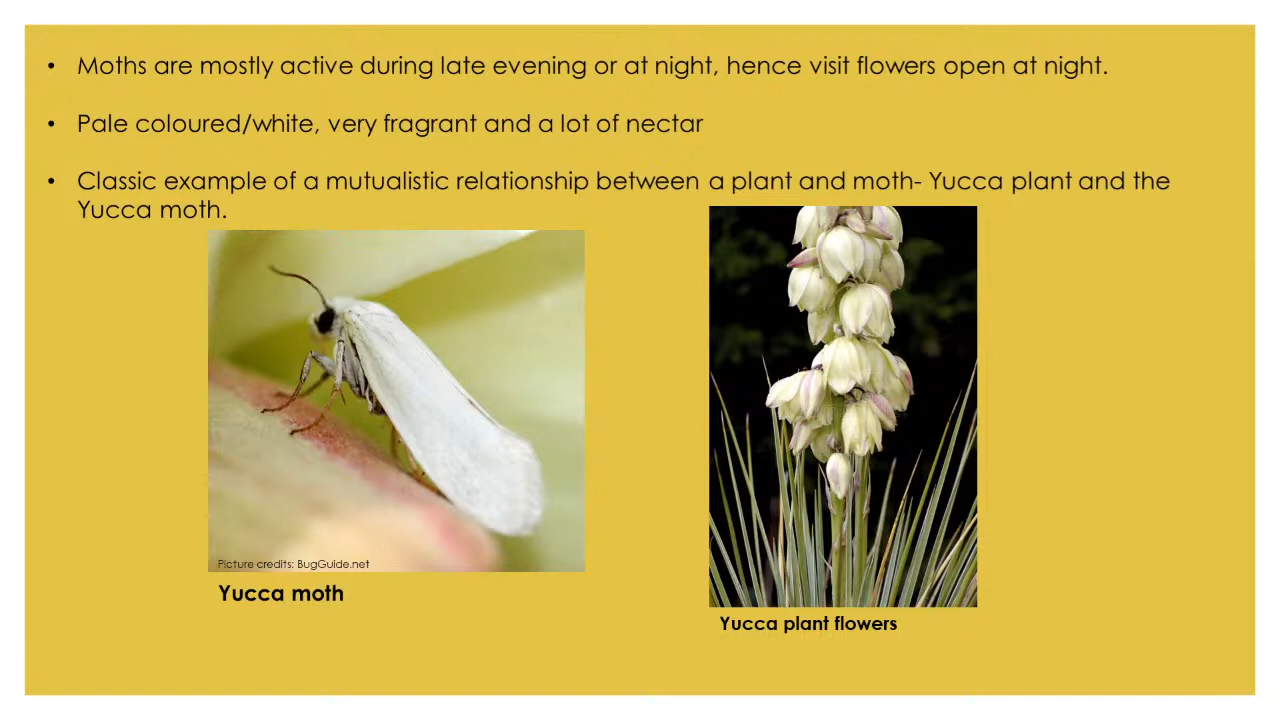 • Moths are mostly active during late evening or at night, hence visit flowers open at night.
• Pale coloured/white, very fragrant and a lot of nectar
• Classic example of a mutualistic relationship between a plant and moth- Yucca plant and the
Yucca moth.
Picture credits: BugGuide.net
Yucca moth
Yucca plant flowers